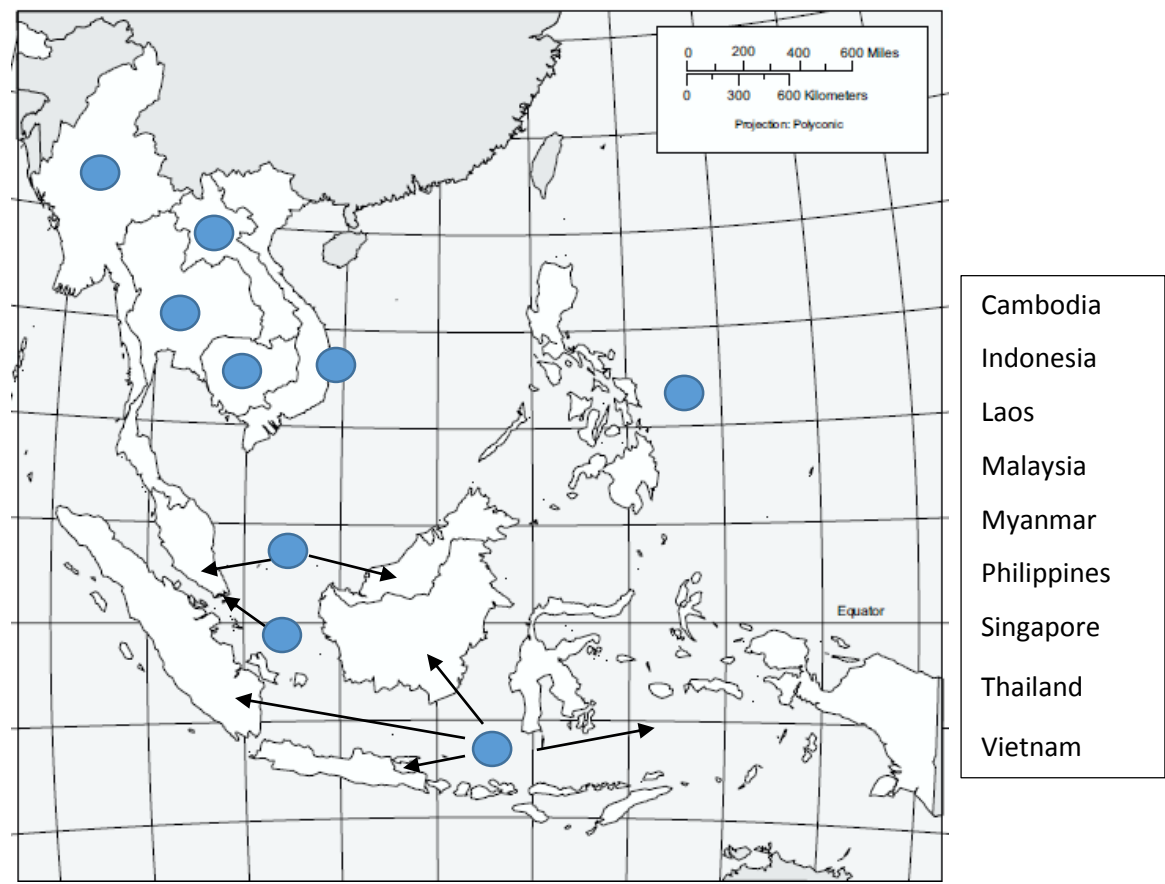 0 200 400 600 Miles
0 300 600 Kilometers
Projection: Polyconic
Equator
Cambodia
Indonesia
Laos
Malaysia
Myanmar
Philippines
Singapore
Thailand
Vietnam